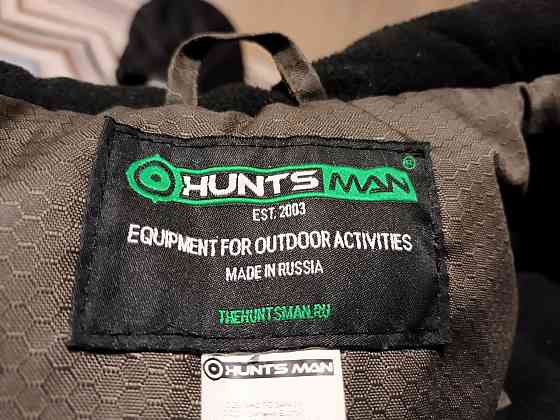 HUNTSMAN®
EST. 2003
EQUIPMENT FOR OUTDOOR ACTIVITIES
MADE IN RUSSIA
THEHUNTSMAN.RU
HUNTSMAN